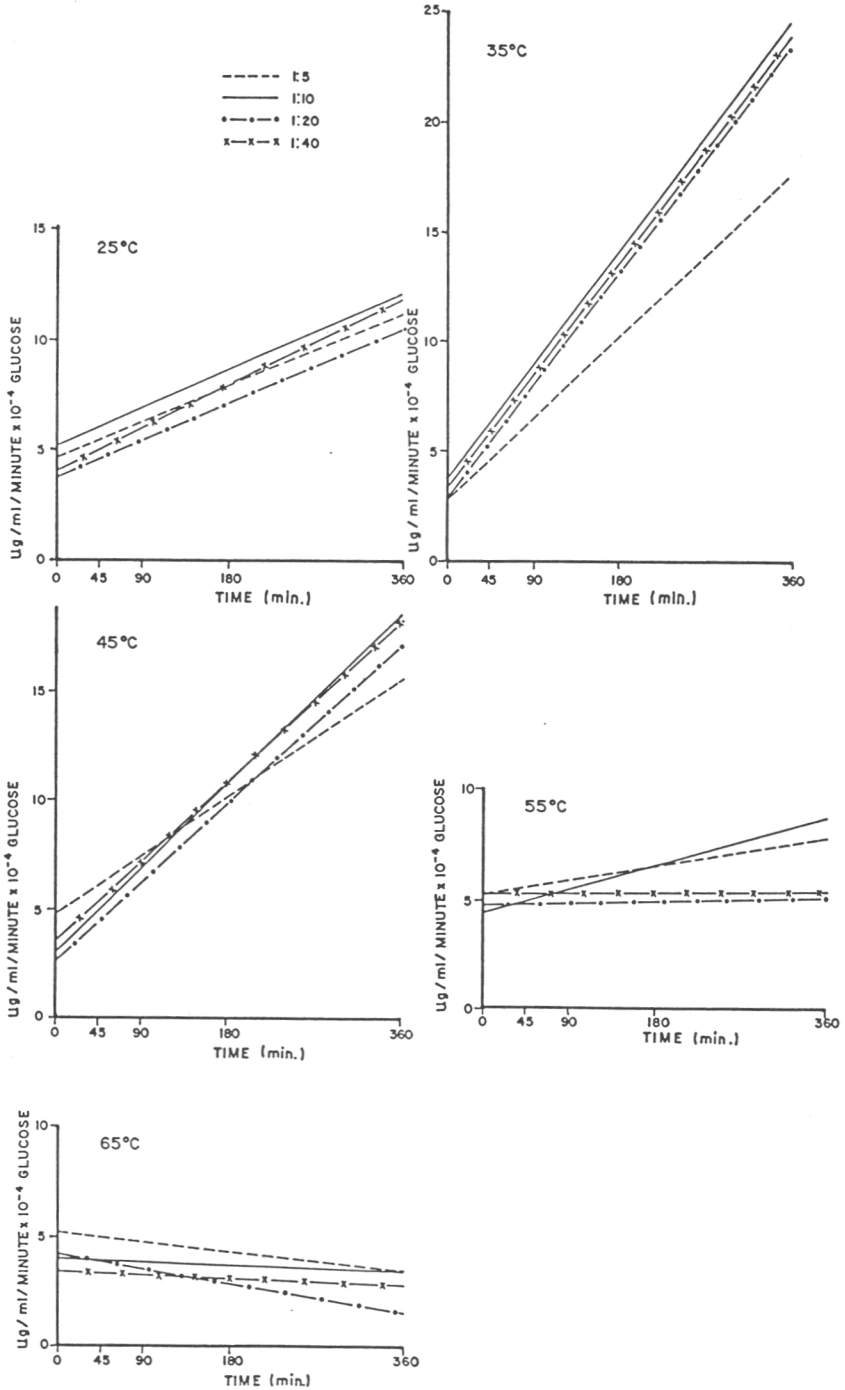 1:5
1:10
1:20
1:40
25°C
15
10
5
0
Ug/ml/MINUTE x 10⁻⁴ GLUCOSE
0 45 90 180 360
TIME (min.)
35°C
25
20
15
10
5
0
Ug/ml/MINUTE x 10⁻⁴ GLUCOSE
0 45 90 180 360
TIME (min.)
45°C
15
10
5
0
Ug/ml/MINUTE x 10⁻⁴ GLUCOSE
0 45 90 180 360
TIME (min.)
55°C
10
5
0
Ug/ml/MINUTE x 10⁻⁴ GLUCOSE
0 45 90 180 360
TIME (min.)
65°C
10
5
0
Ug/ml/MINUTE x 10⁻⁴ GLUCOSE
0 45 90 180 360
TIME (min.)